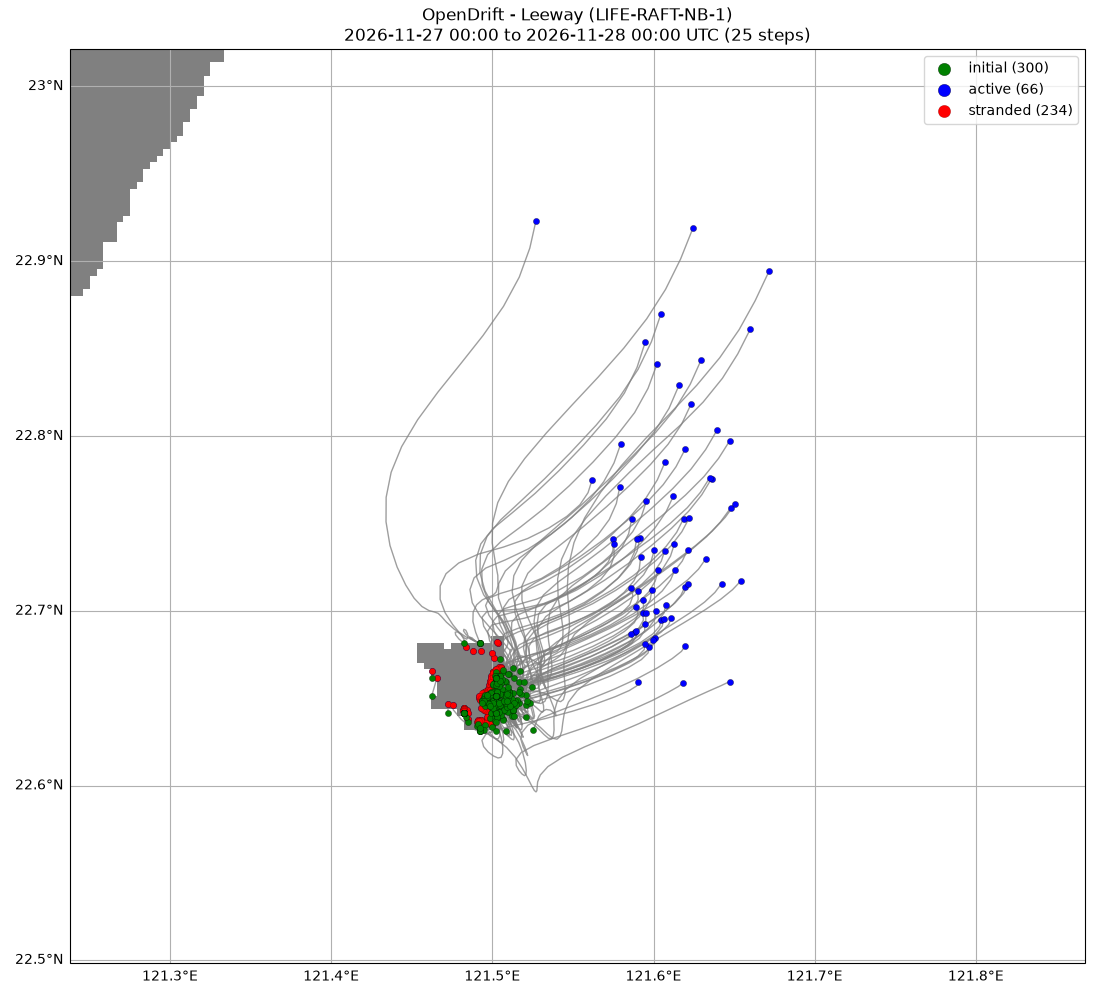 OpenDrift - Leeway (LIFE-RAFT-NB-1)
2026-11-27 00:00 to 2026-11-28 00:00 UTC (25 steps)
initial (300)
active (66)
stranded (234)
23°N
22.9°N
22.8°N
22.7°N
22.6°N
22.5°N
121.3°E
121.4°E
121.5°E
121.6°E
121.7°E
121.8°E